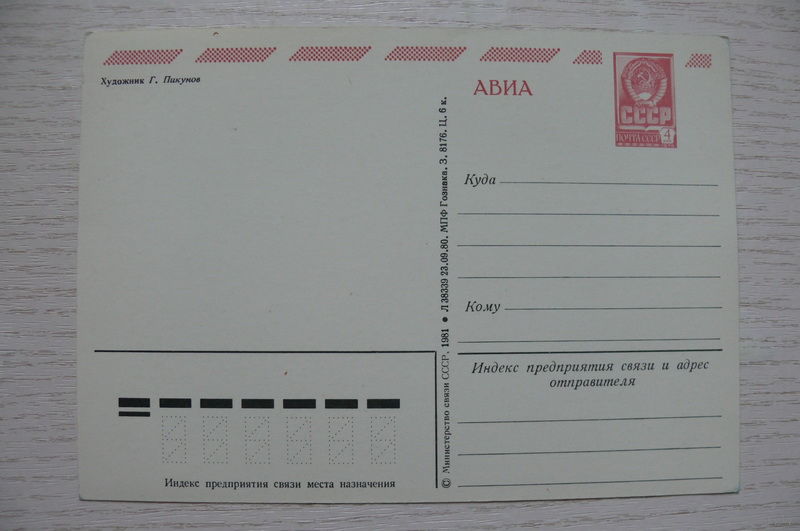 Художник Г. Пикунов
АВИА
СССР
ПОЧТА СССР
4
Куда
Кому
Индекс предприятия связи и адрес
отправителя
© Министерство связи СССР. 1981 ● Л 38339 23.09.80. МПФ Гознака. З. 8176. Ц. 6 к.
Индекс предприятия связи места назначения